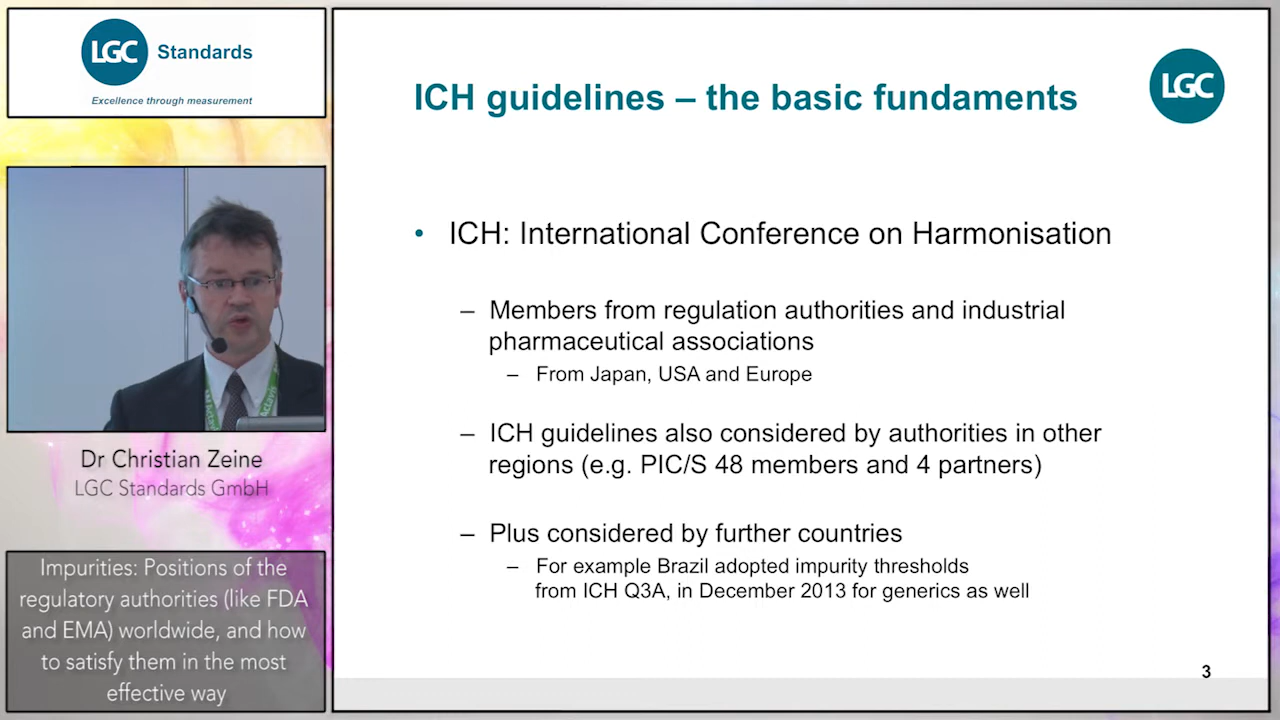 LGC Standards
Excellence through measurement
Dr Christian Zeine
LGC Standards GmbH
Impurities: Positions of the
regulatory authorities (like FDA
and EMA) worldwide, and how
to satisfy them in the most
effective way
ICH guidelines – the basic fundaments
LGC
• ICH: International Conference on Harmonisation
– Members from regulation authorities and industrial
pharmaceutical associations
– From Japan, USA and Europe
– ICH guidelines also considered by authorities in other
regions (e.g. PIC/S 48 members and 4 partners)
– Plus considered by further countries
– For example Brazil adopted impurity thresholds
from ICH Q3A, in December 2013 for generics as well
3